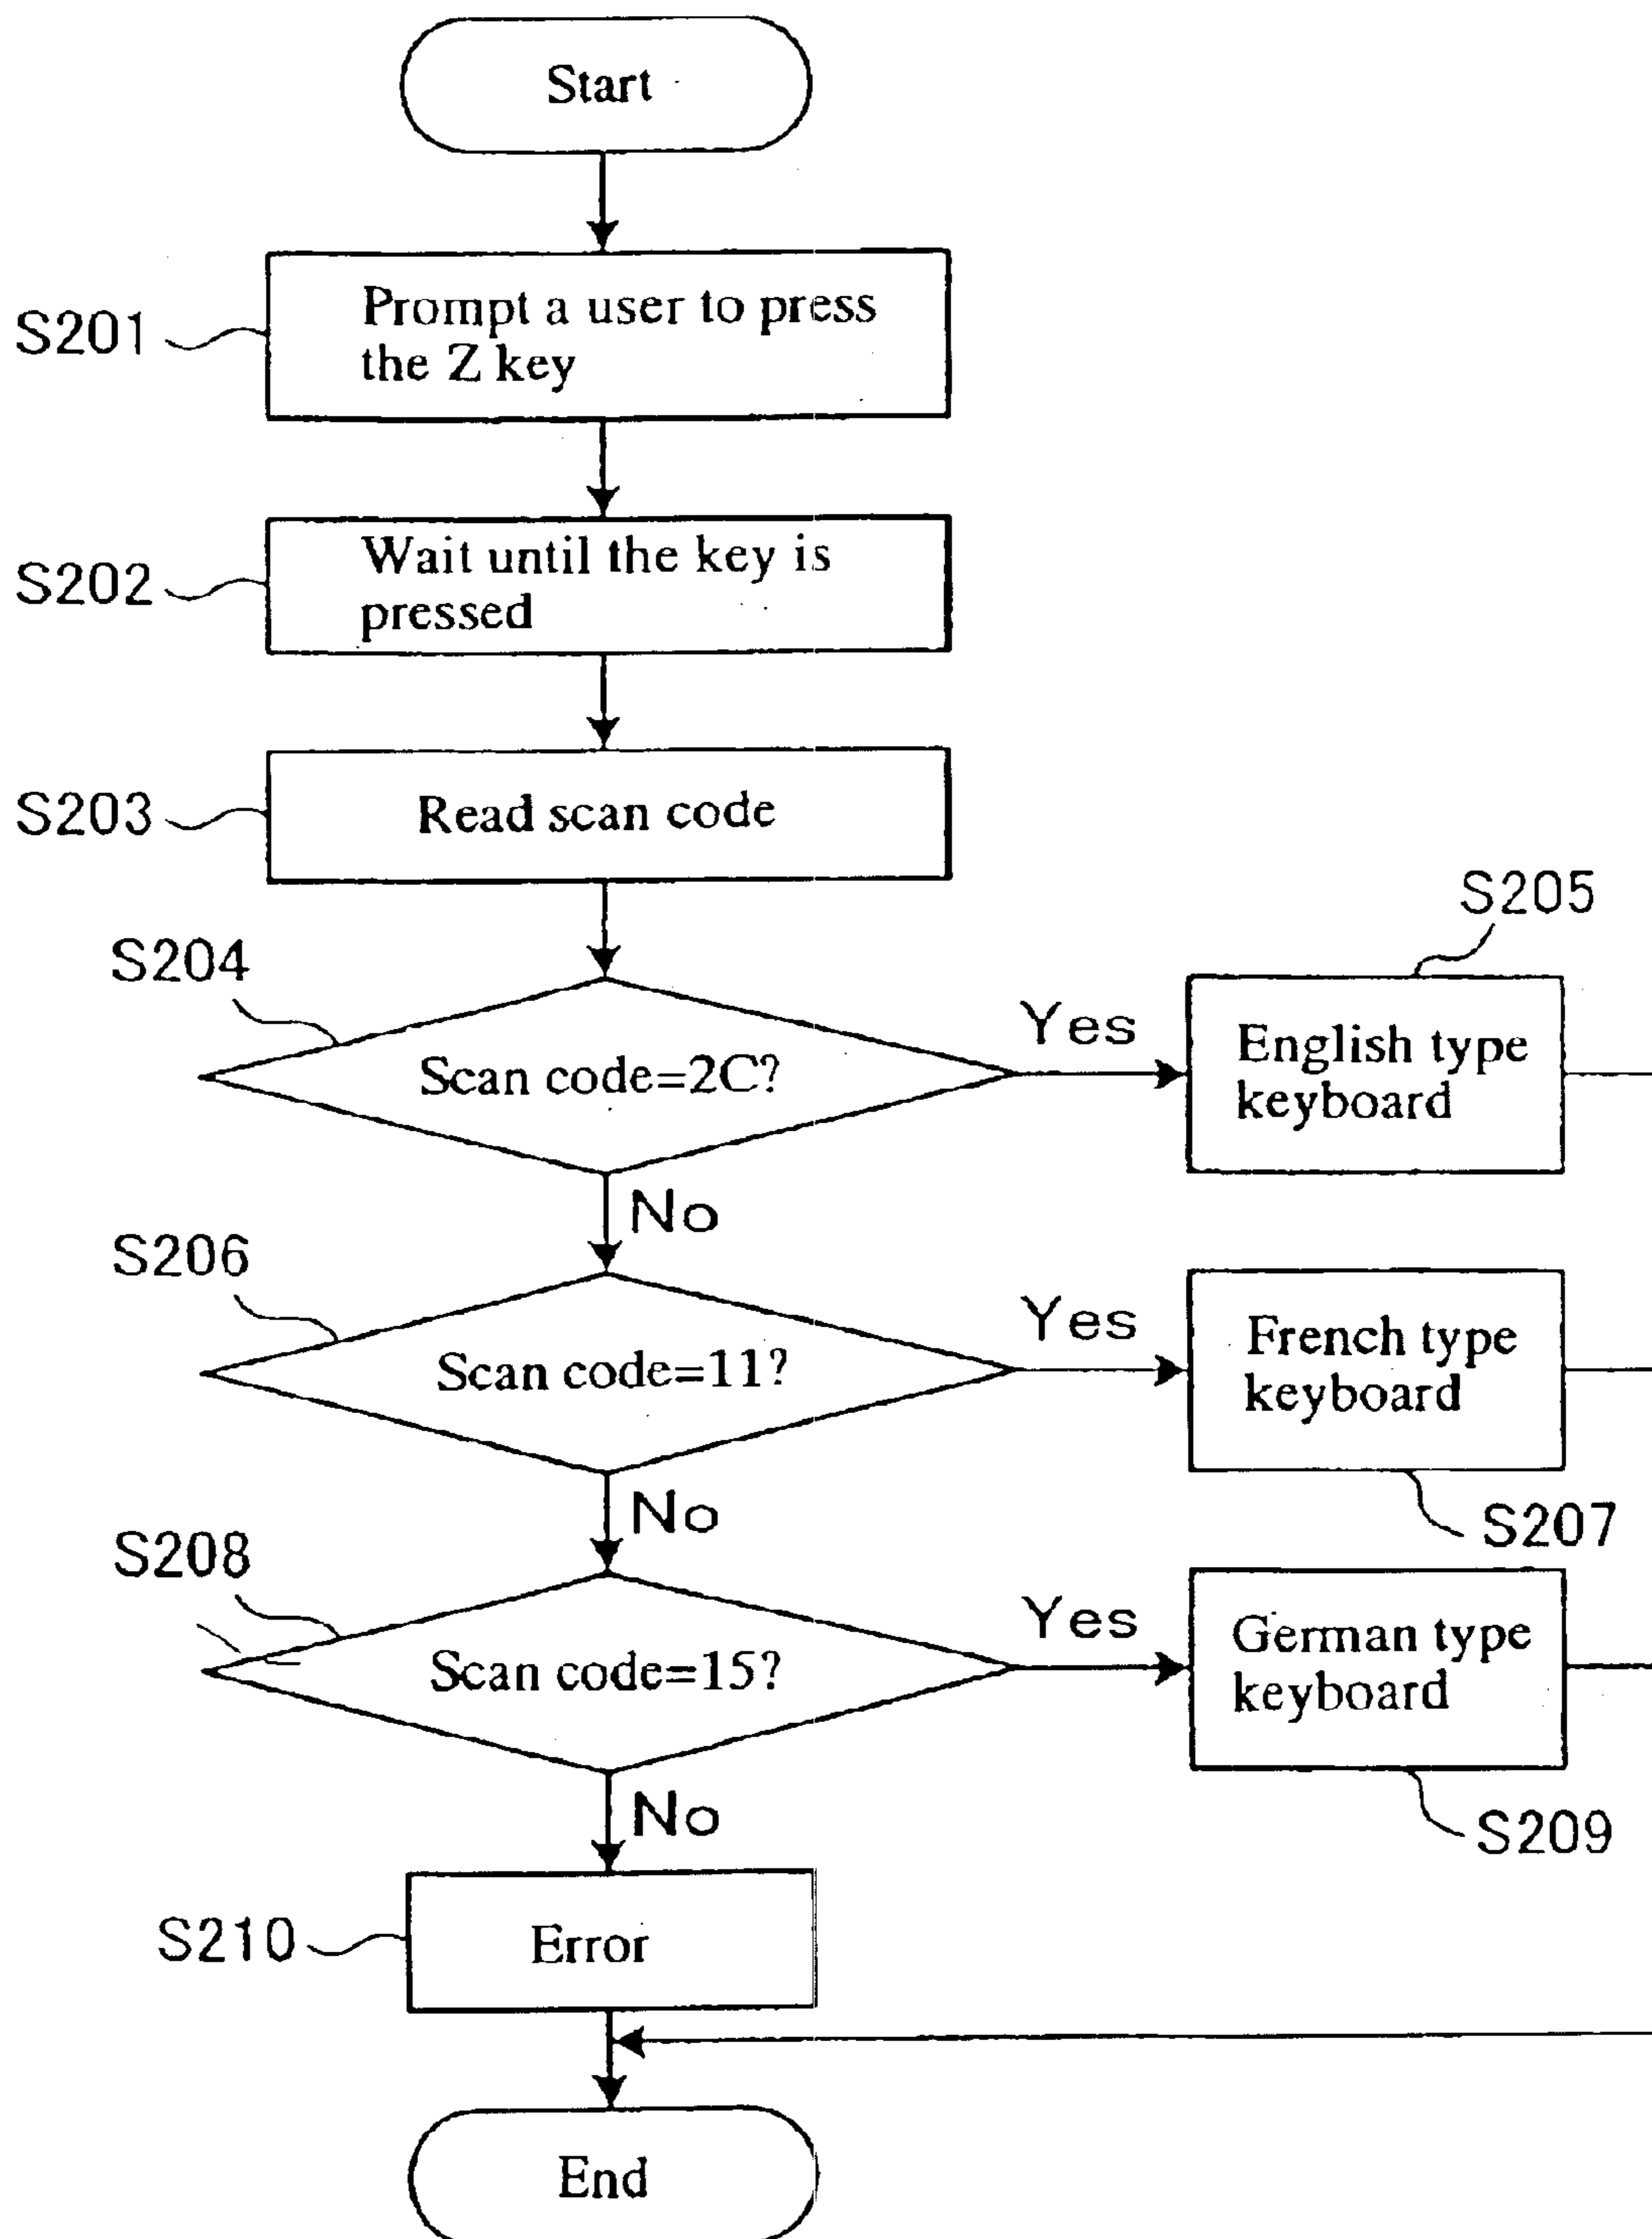 Start
S201
Prompt a user to press
the Z key
S202
Wait until the key is
pressed
S203
Read scan code
S204
Scan code=2C?
Yes
S205
English type
keyboard
No
S206
Scan code=11?
Yes
French type
keyboard
S207
No
S208
Scan code=15?
Yes
German type
keyboard
S209
No
S210
Error
End